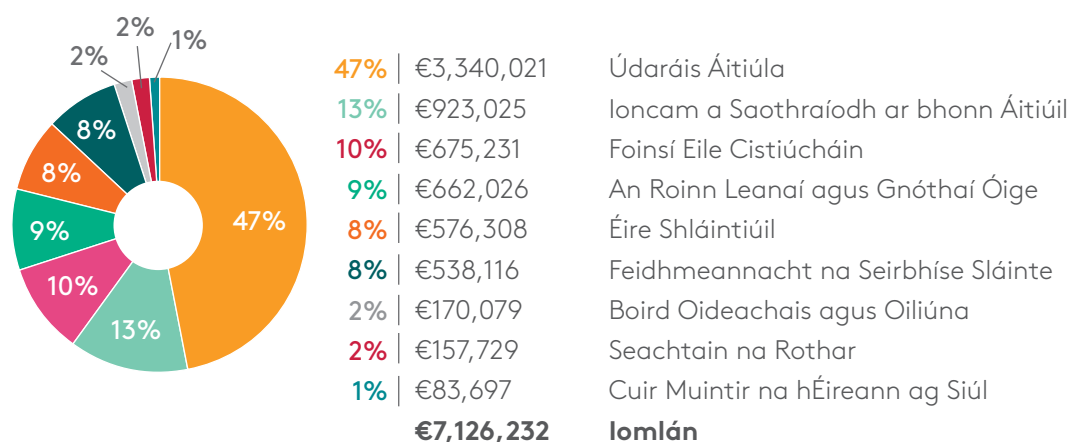 2%
2%
1%
8%
8%
9%
10%
13%
47%
47% €3,340,021 Údaráis Áitiúla
13% €923,025 Ioncam a Saothraíodh ar bhonn Áitiúil
10% €675,231 Foinsí Eile Cistiúcháin
9% €662,026 An Roinn Leanaí agus Gnóthaí Óige
8% €576,308 Éire Shláintiúil
8% €538,116 Feidhmeannacht na Seirbhíse Sláinte
2% €170,079 Boird Oideachais agus Oiliúna
2% €157,729 Seachtain na Rothar
1% €83,697 Cuir Muintir na hÉireann ag Siúl
€7,126,232 Iomlán